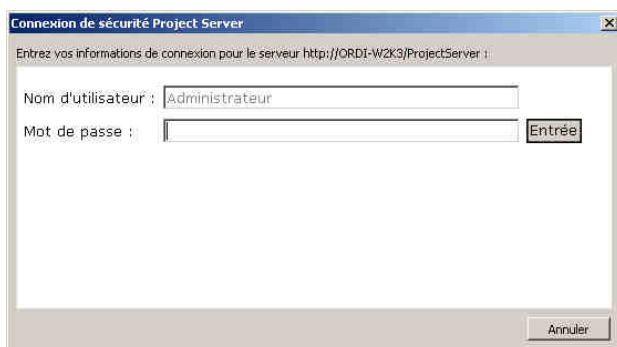 Connexion de sécurité Project Server
Entrez vos informations de connexion pour le serveur http://ORDI-W2K3/ProjectServer :
Nom d'utilisateur : Administrateur
Mot de passe : Entrée
Annuler